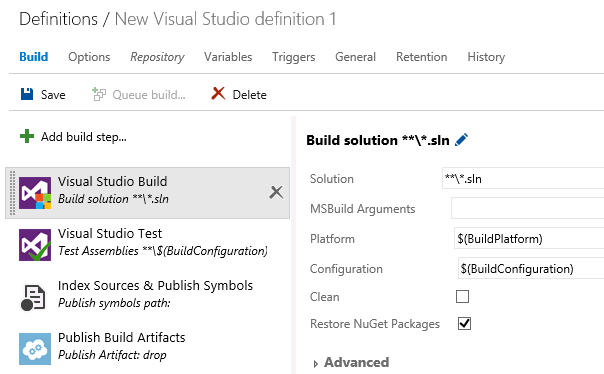 Definitions / New Visual Studio definition 1
Build Options Repository Variables Triggers General Retention History
Save Queue build... Delete
Add build step...
Visual Studio Build
Build solution **\*.sln
Visual Studio Test
Test Assemblies **\$(BuildConfiguration)
Index Sources & Publish Symbols
Publish symbols path:
Publish Build Artifacts
Publish Artifact: drop
Build solution **\*.sln
Solution **\*.sln
MSBuild Arguments
Platform $(BuildPlatform)
Configuration $(BuildConfiguration)
Clean
Restore NuGet Packages
Advanced